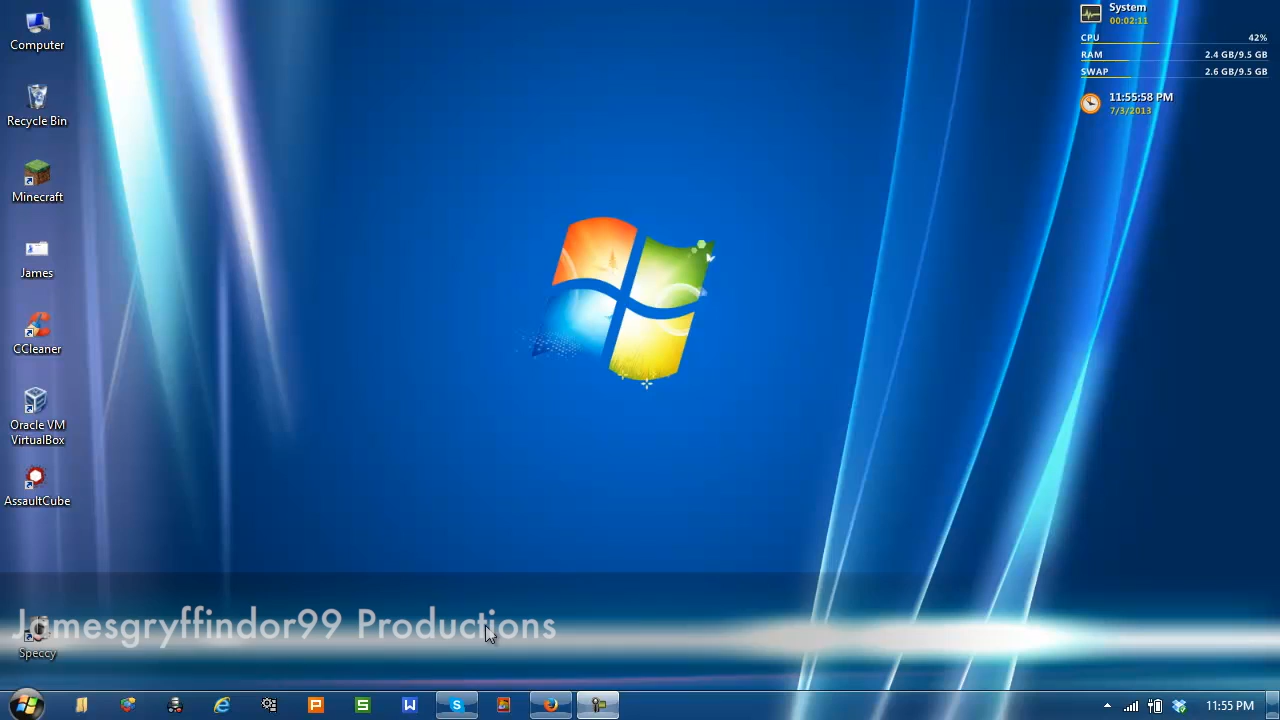 Computer
Recycle Bin
Minecraft
James
CCleaner
Oracle VM
VirtualBox
AssaultCube
Speccy
Jamesgryffindor99 Productions
System
00:02:11
CPU 42%
RAM 2.4 GB/9.5 GB
SWAP 2.6 GB/9.5 GB
11:55:58 PM
7/3/2013
P S W S
11:55 PM